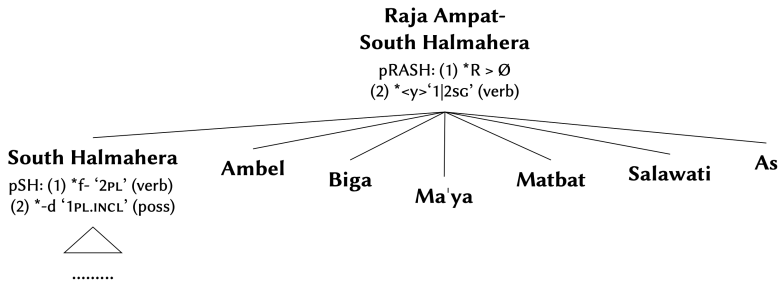 Raja Ampat-
South Halmahera
pRASH: (1) *R > Ø
(2) *<y>‘1|2SG’ (verb)
South Halmahera
pSH: (1) *f- ‘2PL’ (verb)
(2) *-d ‘1PL.INCL’ (poss)
.........
Ambel
Biga
Maˈya
Matbat
Salawati
As